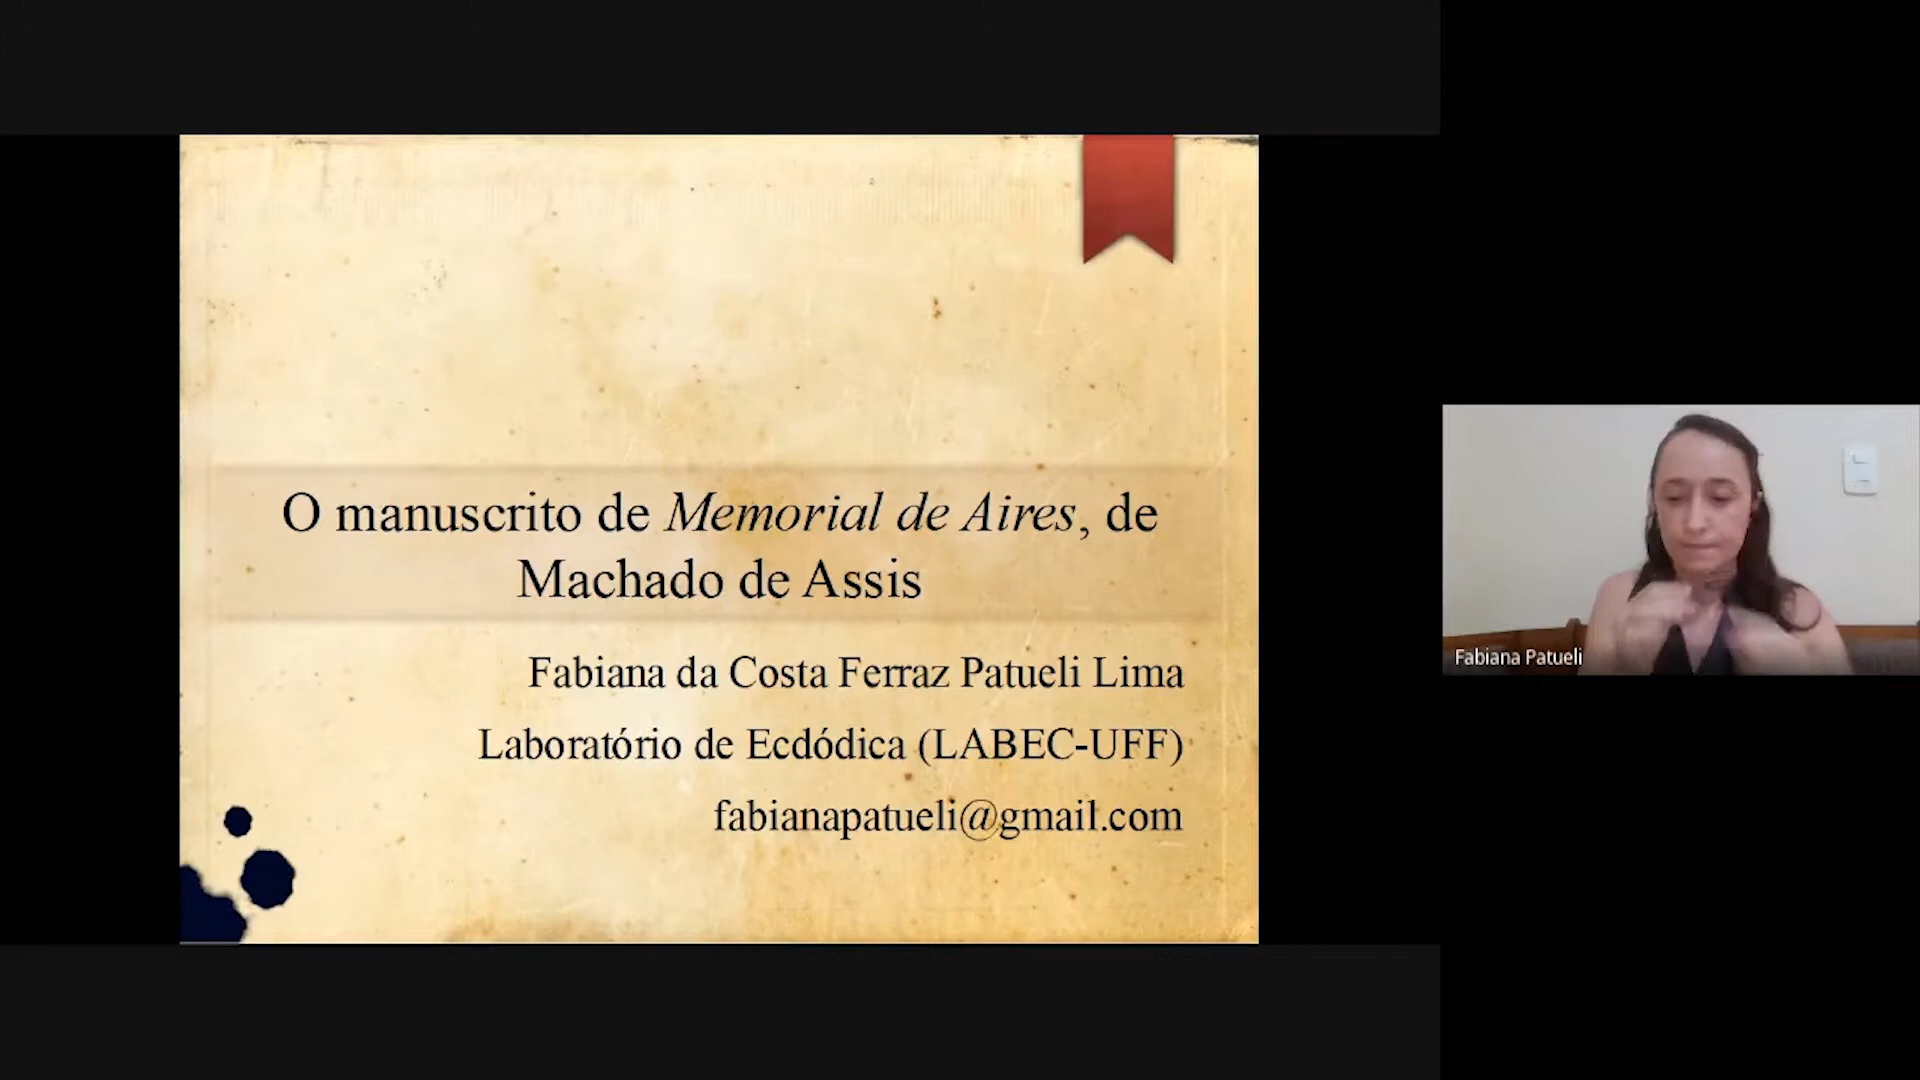 O manuscrito de Memorial de Aires, de
Machado de Assis
Fabiana da Costa Ferraz Patueli Lima
Laboratório de Ecdódica (LABEC-UFF)
fabianapatueli@gmail.com
Fabiana Patueli